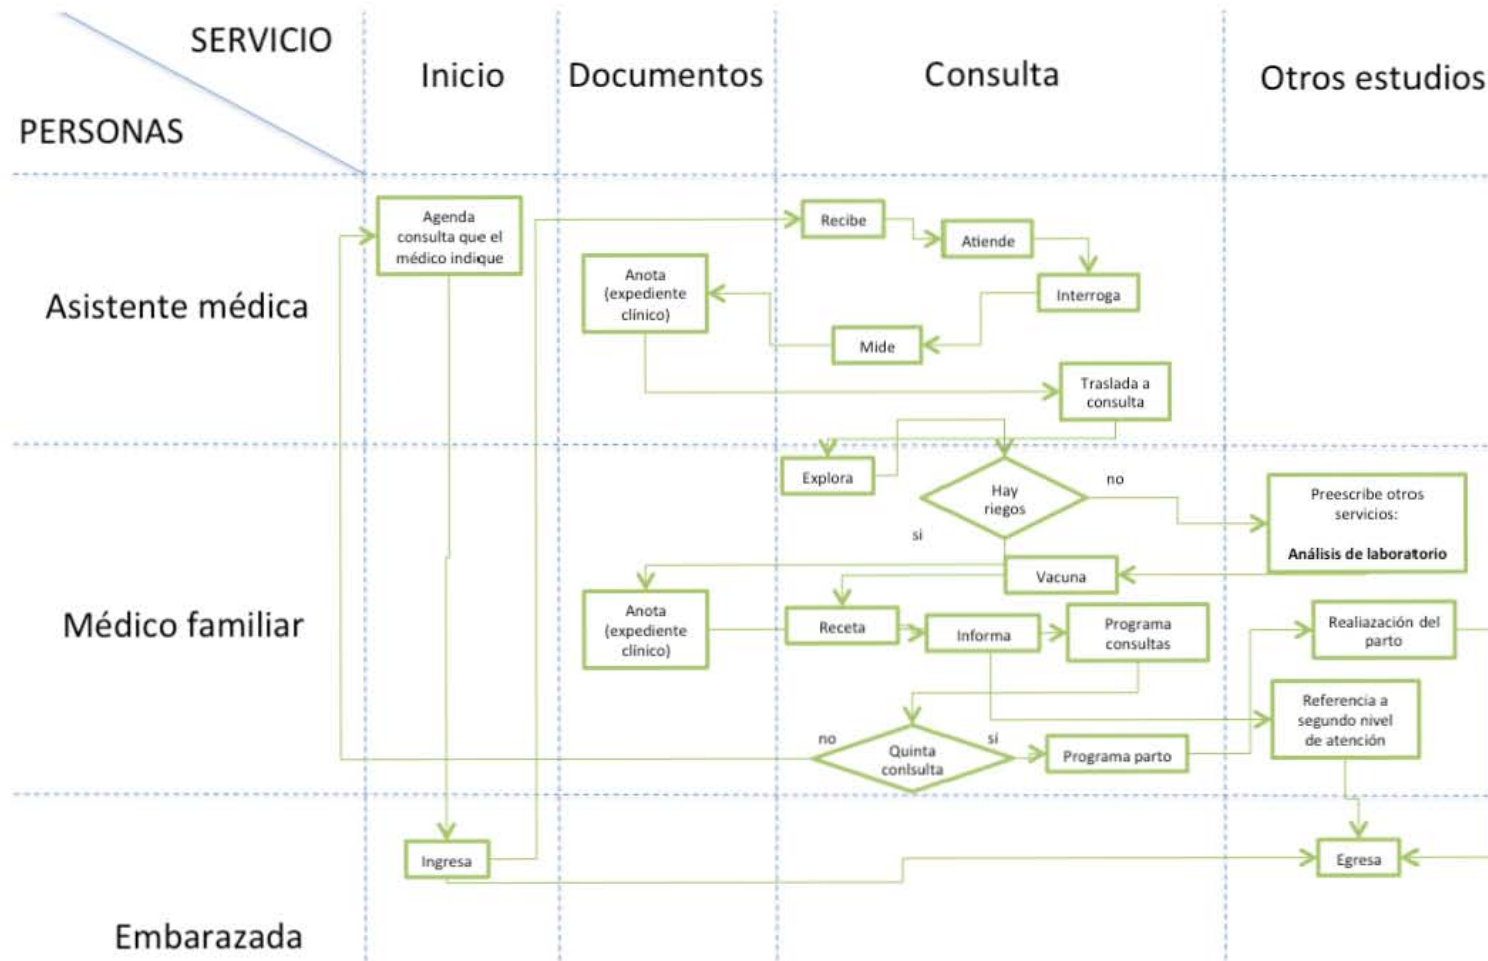 SERVICIO
PERSONAS
Inicio
Documentos
Consulta
Otros estudios
Asistente médica
Agenda
consulta que el
médico indique
Recibe
Atiende
Interroga
Mide
Anota
(expediente
clínico)
Traslada a
consulta
Médico familiar
Explora
Hay
riegos
no
si
Preescribe otros
servicios:
Análisis de laboratorio
Vacuna
Anota
(expediente
clínico)
Receta
Informa
Programa
consultas
Realiazación del
parto
Referencia a
segundo nivel
de atención
no
Quinta
conlsulta
si
Programa parto
Embarazada
Ingresa
Egresa